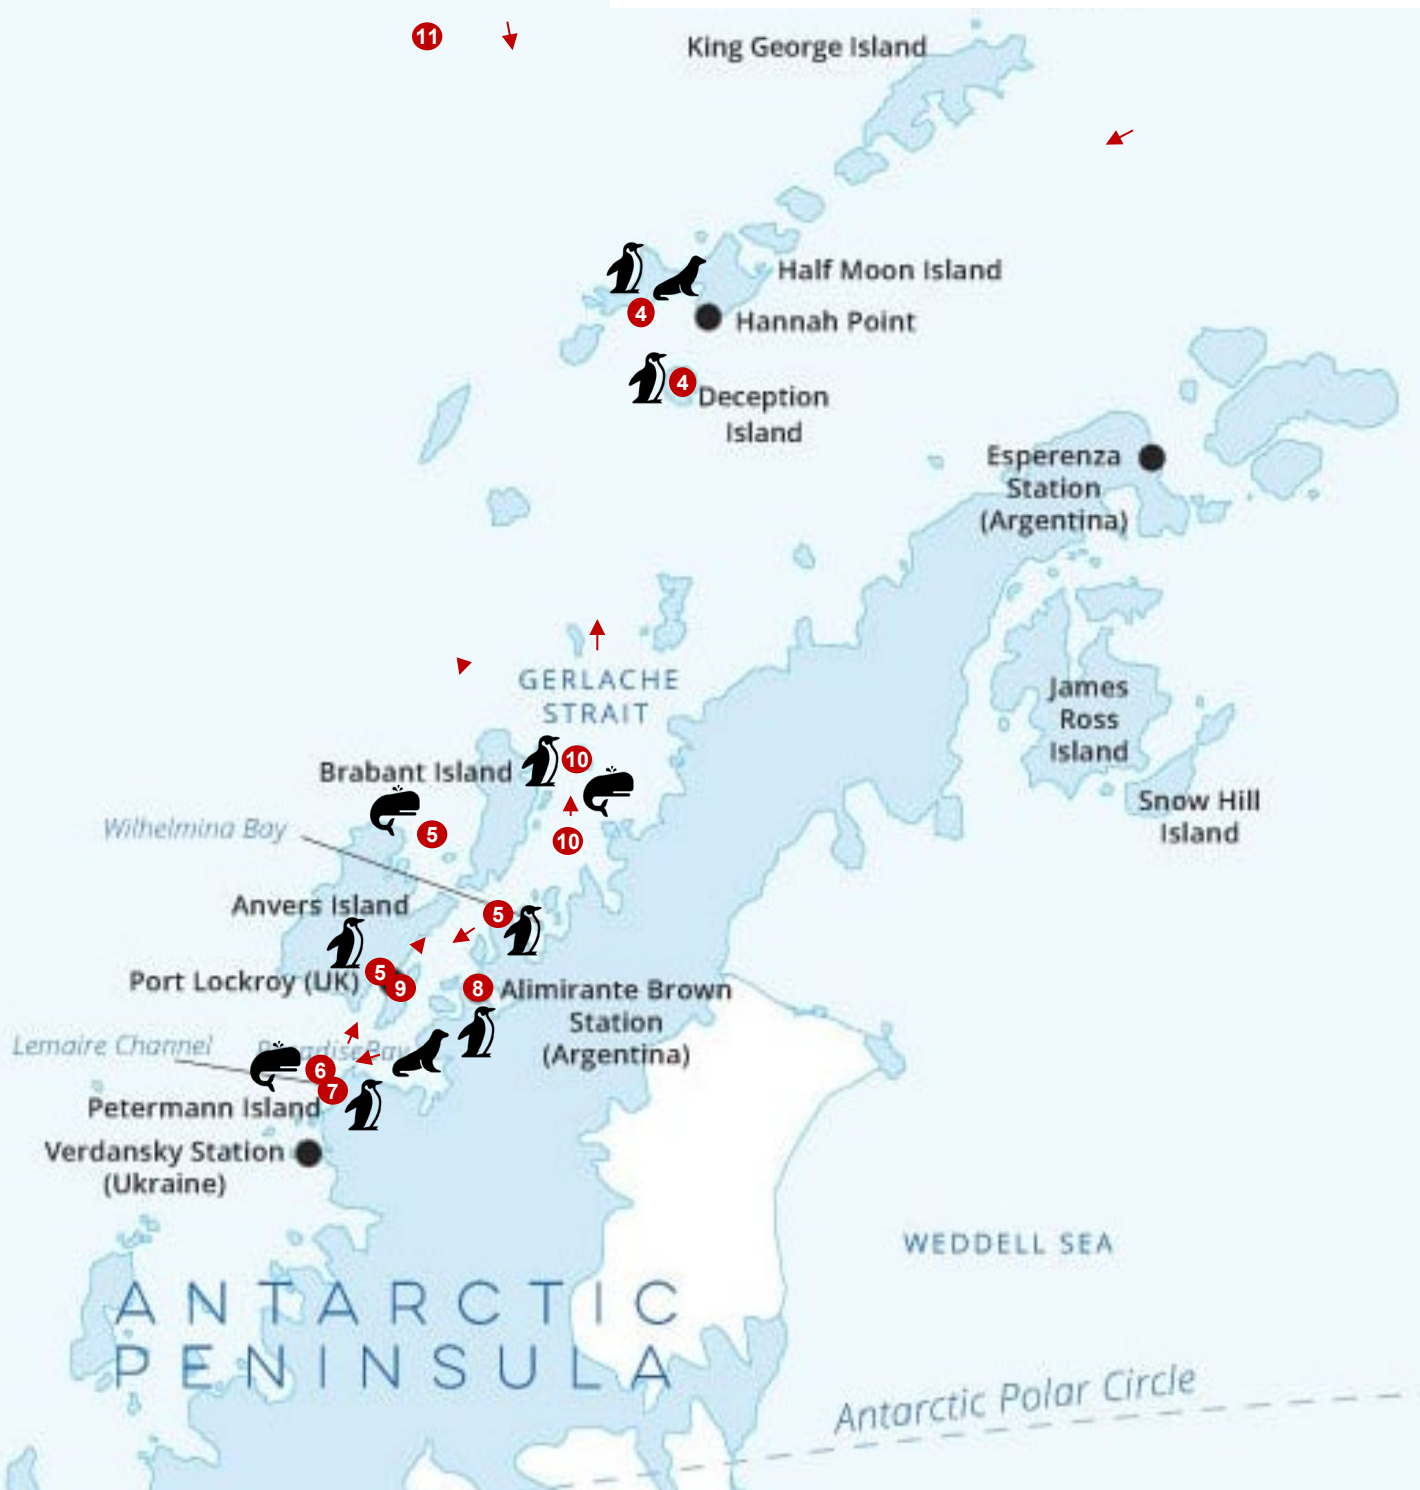 11
King George Island
Half Moon Island
4
Hannah Point
4
Deception
Island
Esperenza
Station
(Argentina)
GERLACHE
STRAIT
James
Ross
Island
10
Brabant Island
Snow Hill
Island
Wilhelmina Bay
5
10
Anvers Island
5
5
Port Lockroy (UK)
9
8
Alimirante Brown
Station
(Argentina)
Lemaire Channel
Paradise Bay
6
7
Petermann Island
Verdansky Station
(Ukraine)
WEDDELL SEA
ANTARCTIC
PENINSULA
Antarctic Polar Circle